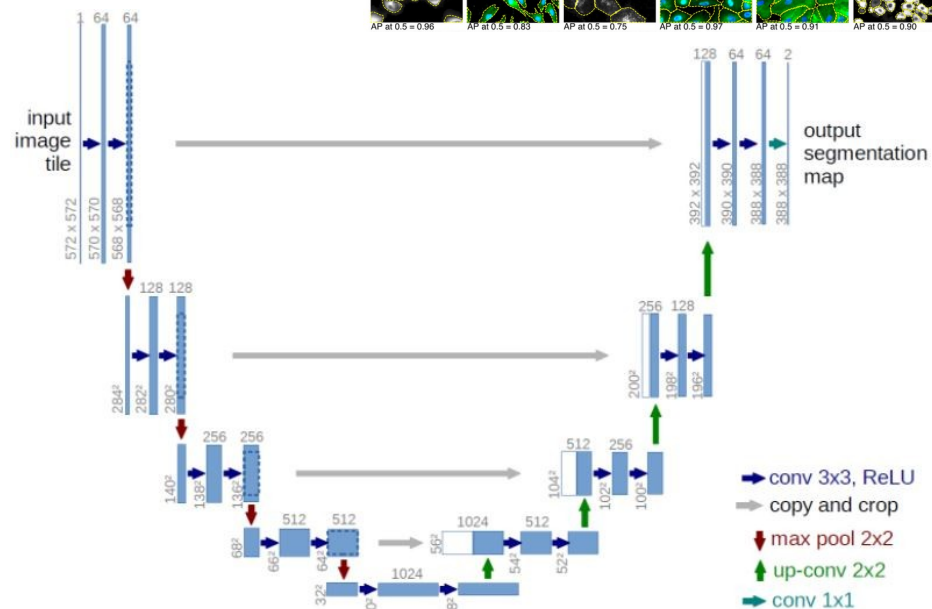 AP at 0.5 = 0.96
AP at 0.5 = 0.83
AP at 0.5 = 0.75
AP at 0.5 = 0.97
AP at 0.5 = 0.91
AP at 0.5 = 0.90
1 64 64
128 64 64 2
input
image
tile
output
segmentation
map
572 x 572
570 x 570
568 x 568
392 x 392
390 x 390
388 x 388
388 x 388
128 128
256 128
284²
282²
280²
200²
198²
196²
256 256
512 256
140²
138²
136²
104²
102²
100²
512 512
1024 512
68²
66²
64²
56²
54²
52²
1024
32²
conv 3x3, ReLU
copy and crop
max pool 2x2
up-conv 2x2
conv 1x1